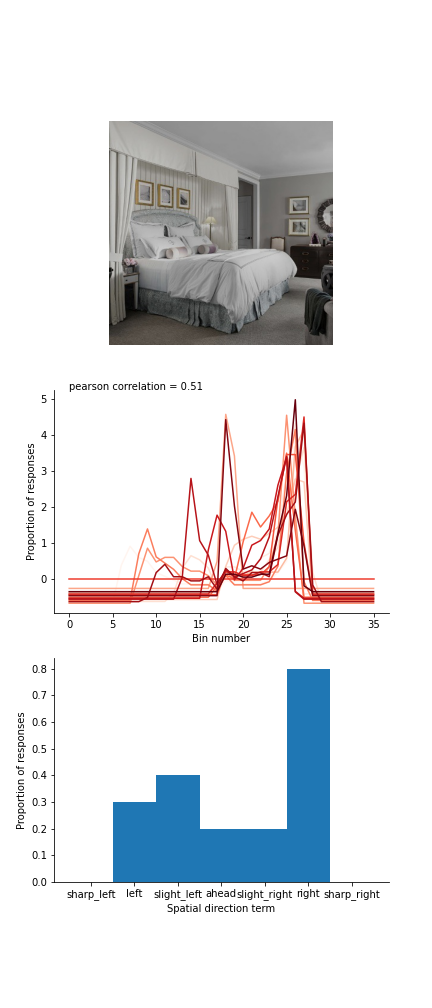 pearson correlation = 0.51
5
4
3
2
1
0
Proportion of responses
0 5 10 15 20 25 30 35
Bin number
0.8
0.7
0.6
0.5
0.4
0.3
0.2
0.1
0.0
Proportion of responses
sharp_left left slight_left ahead slight_right right sharp_right
Spatial direction term